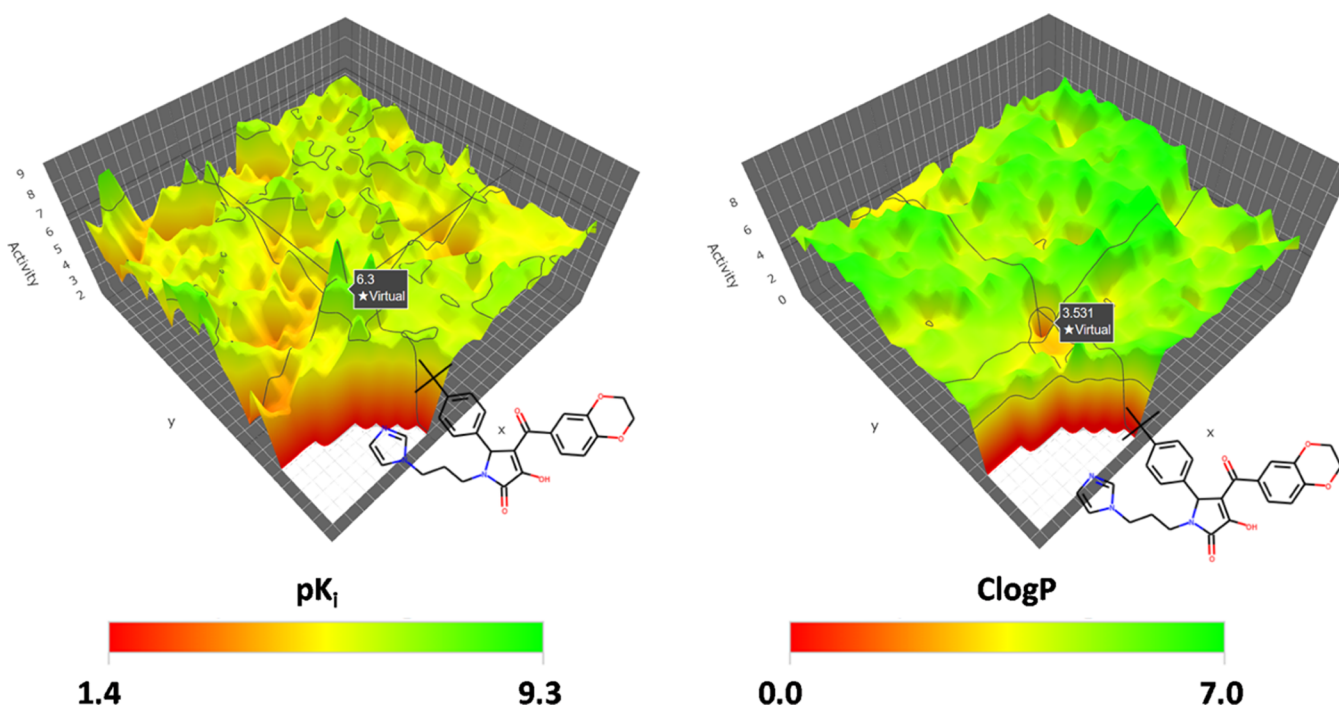 9
8
7
6
5
4
3
2
Activity
y
x
6.3
★Virtual
N
N
N
O
O
OH
O
O
pKi
1.4
9.3
8
6
4
2
0
Activity
y
x
3.531
★Virtual
N
N
N
O
O
OH
O
O
ClogP
0.0
7.0